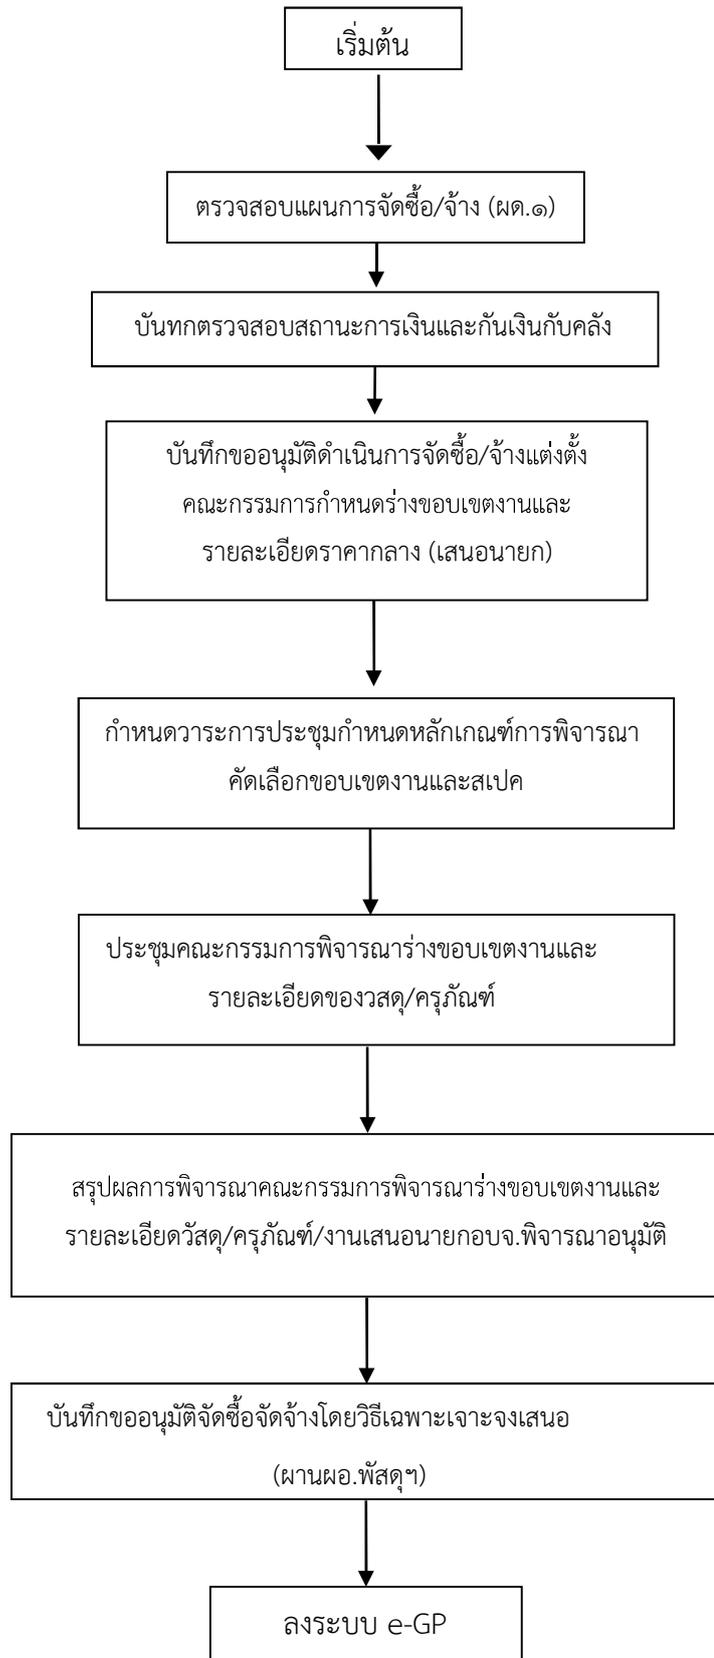 เริ่มต้น
ตรวจสอบแผนการจัดซื้อ/จ้าง (ผด.๑)
บันทกตรวจสอบสถานะการเงินและกันเงินกับคลัง
บันทึกขออนุมัติดำเนินการจัดซื้อ/จ้างแต่งตั้ง
คณะกรรมการกำหนดร่างขอบเขตงานและ
รายละเอียดราคากลาง (เสนอนายก)
กำหนดวาระการประชุมกำหนดหลักเกณฑ์การพิจารณา
คัดเลือกขอบเขตงานและสเปค
ประชุมคณะกรรมการพิจารณาร่างขอบเขตงานและ
รายละเอียดของวสดุ/ครุภัณฑ์
สรุปผลการพิจารณาคณะกรรมการพิจารณาร่างขอบเขตงานและ
รายละเอียดวัสดุ/ครุภัณฑ์/งานเสนอนายกอบจ.พิจารณาอนุมัติ
บันทึกขออนุมัติจัดซื้อจัดจ้างโดยวิธีเฉพาะเจาะจงเสนอ
(ผานผอ.พัสดุฯ)
ลงระบบ e-GP